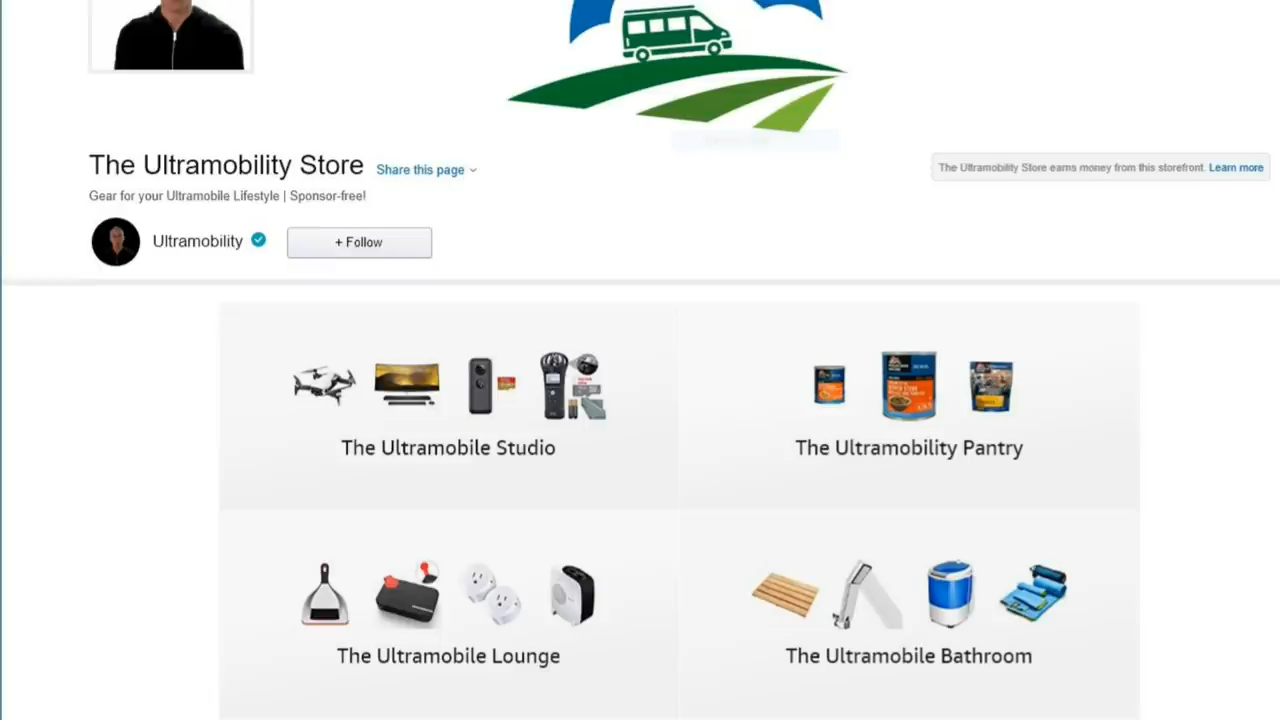 The Ultramobility Store
Share this page
The Ultramobility Store earns money from this storefront. Learn more
Gear for your Ultramobile Lifestyle | Sponsor-free!
Ultramobility
+ Follow
The Ultramobile Studio
The Ultramobility Pantry
The Ultramobile Lounge
The Ultramobile Bathroom